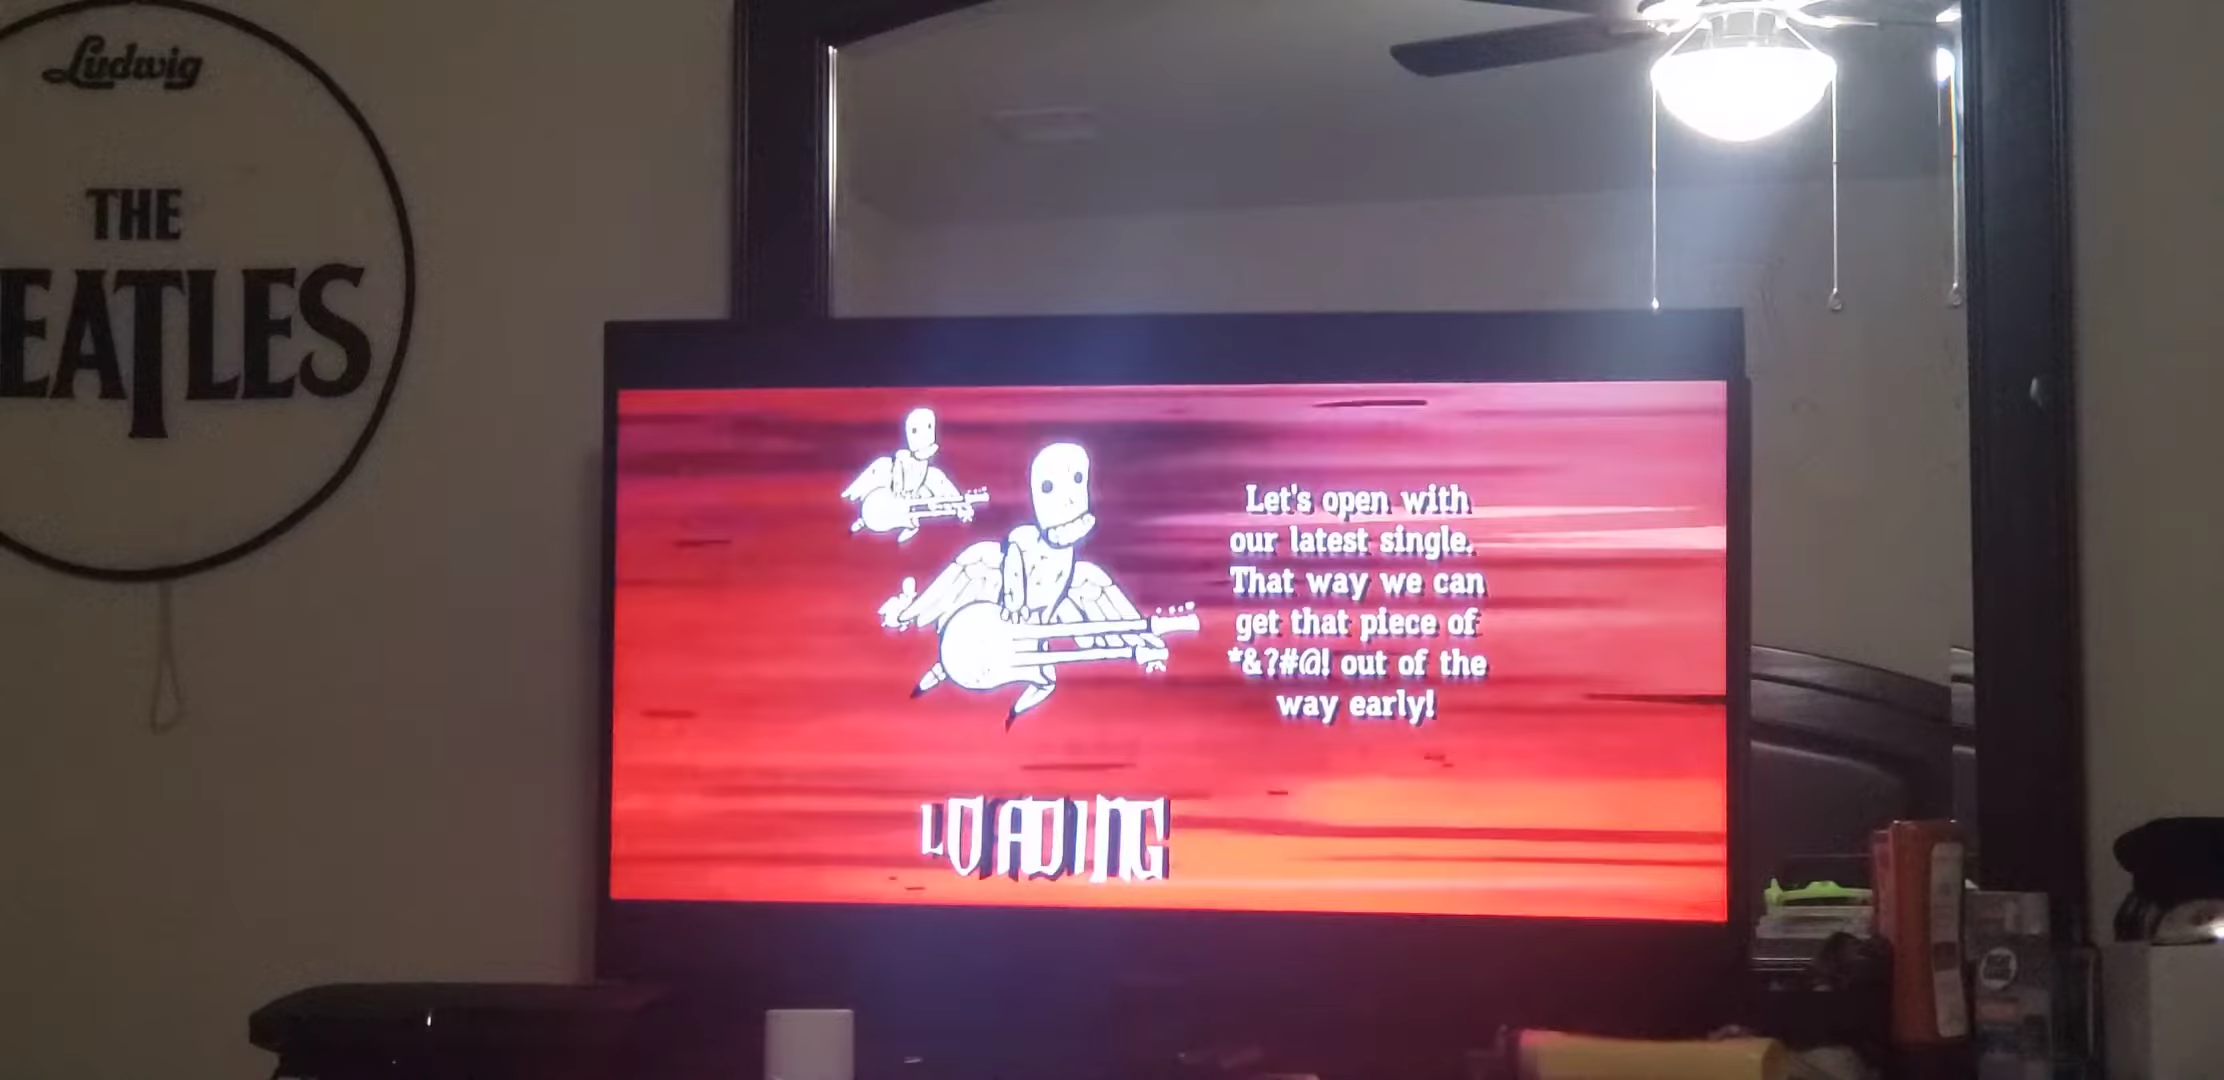 Ludwig
THE
EATLES
Let's open with
our latest single.
That way we can
get that piece of
*&?#@! out of the
way early!
LOADING